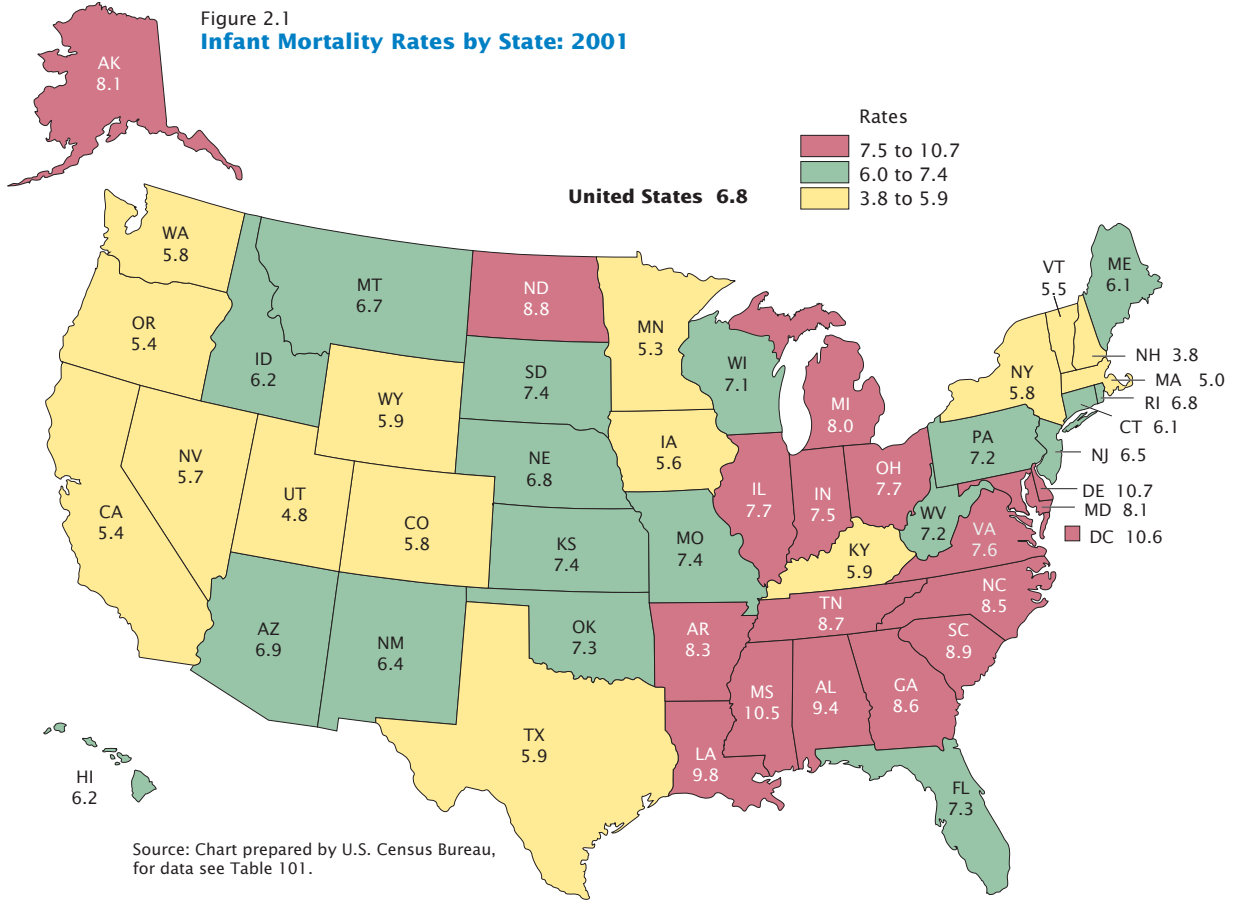 Figure 2.1
Infant Mortality Rates by State: 2001
AK
8.1
Rates
7.5 to 10.7
6.0 to 7.4
3.8 to 5.9
United States 6.8
WA
5.8
MT
6.7
ND
8.8
MN
5.3
VT
5.5
ME
6.1
OR
5.4
ID
6.2
WY
5.9
SD
7.4
WI
7.1
MI
8.0
NY
5.8
NH 3.8
MA 5.0
RI 6.8
CT 6.1
NJ 6.5
DE 10.7
MD 8.1
DC 10.6
NV
5.7
UT
4.8
CA
5.4
CO
5.8
NE
6.8
IA
5.6
IL
7.7
IN
7.5
OH
7.7
PA
7.2
WV
7.2
VA
7.6
KS
7.4
MO
7.4
KY
5.9
NC
8.5
TN
8.7
SC
8.9
AZ
6.9
NM
6.4
OK
7.3
AR
8.3
MS
10.5
AL
9.4
GA
8.6
TX
5.9
LA
9.8
FL
7.3
HI
6.2
Source: Chart prepared by U.S. Census Bureau,
for data see Table 101.